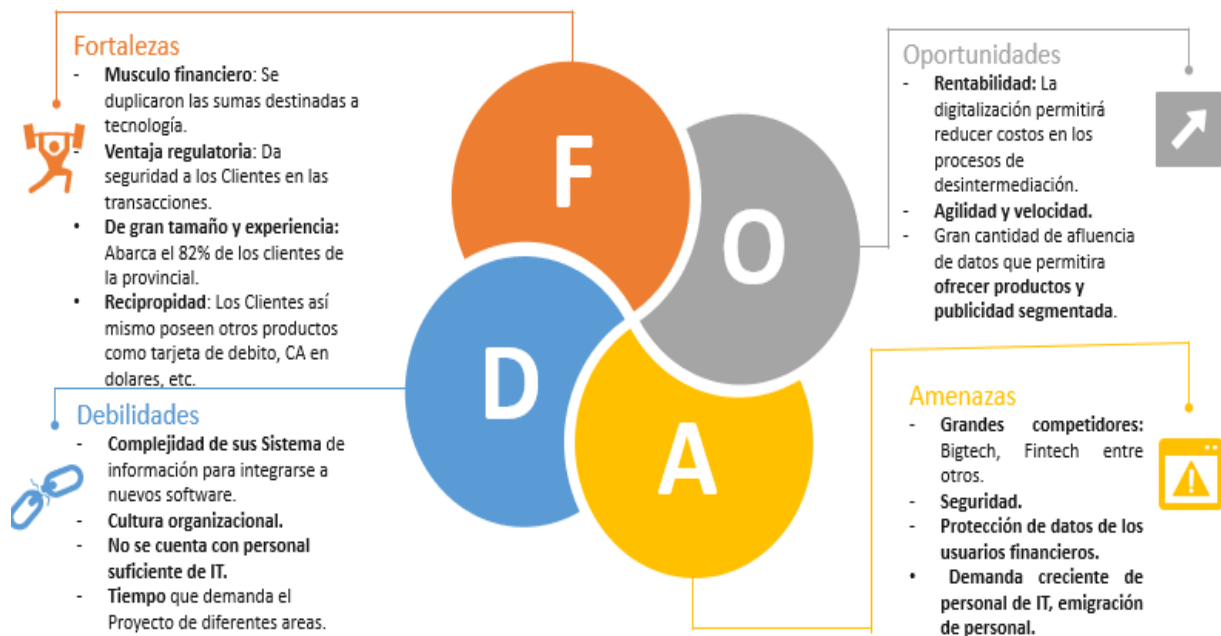 Fortalezas
- Musculo financiero: Se
duplicaron las sumas destinadas a
tecnología.
- Ventaja regulatoria: Da
seguridad a los Clientes en las
transacciones.
• De gran tamaño y experiencia:
Abarca el 82% de los clientes de
la provincial.
• Recipropidad: Los Clientes así
mismo poseen otros productos
como tarjeta de debito, CA en
dolares, etc.
Debilidades
- Complejidad de sus Sistema de
información para integrarse a
nuevos software.
- Cultura organizacional.
- No se cuenta con personal
suficiente de IT.
- Tiempo que demanda el
Proyecto de diferentes areas.
F
O
D
A
Oportunidades
- Rentabilidad: La
digitalización permitirá
reducer costos en los
procesos de
desintermediación.
- Agilidad y velocidad.
- Gran cantidad de afluencia
de datos que permitira
ofrecer productos y
publicidad segmentada.
Amenazas
- Grandes competidores:
Bigtech, Fintech entre
otros.
- Seguridad.
- Protección de datos de los
usuarios financieros.
• Demanda creciente de
personal de IT, emigración
de personal.